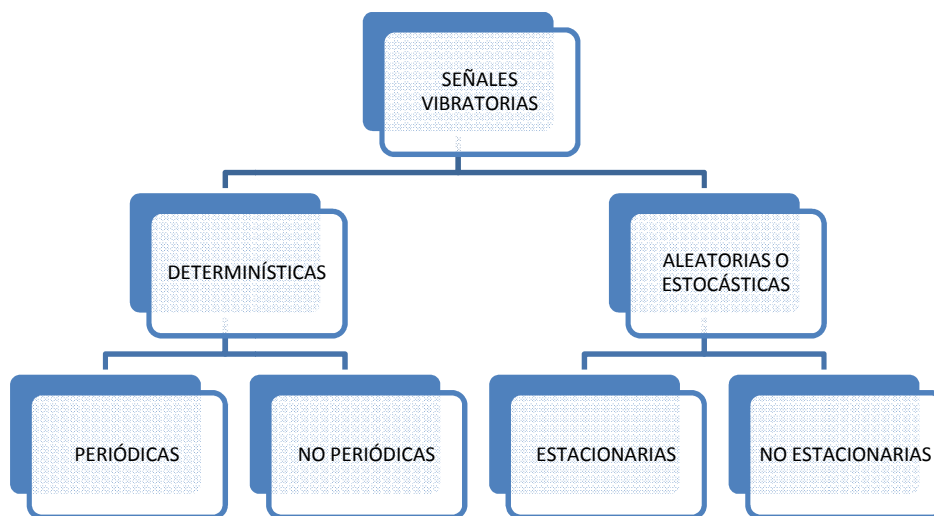 SEÑALES
VIBRATORIAS
DETERMINÍSTICAS
ALEATORIAS O
ESTOCÁSTICAS
PERIÓDICAS
NO PERIÓDICAS
ESTACIONARIAS
NO ESTACIONARIAS